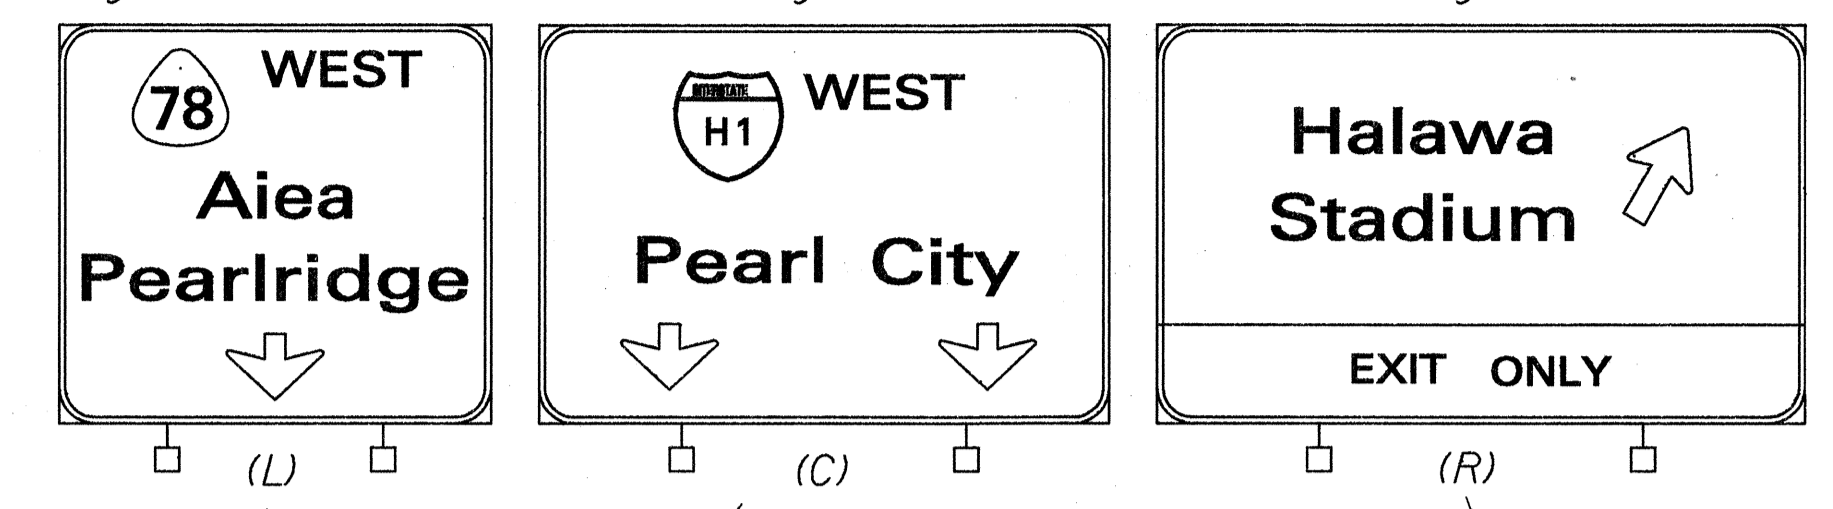 78 WEST
Aiea
Pearlridge
(L)
INTERSTATE
H1 WEST
Pearl City
(C)
Halawa
Stadium
EXIT ONLY
(R)